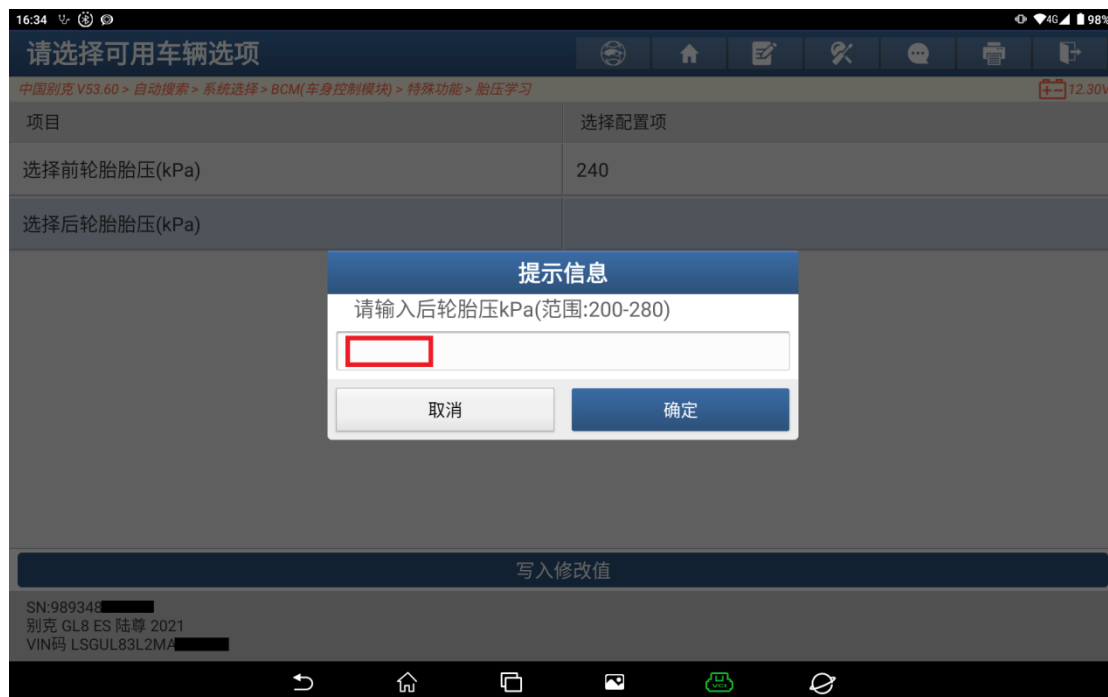 16:34 4G 98%
请选择可用车辆选项
中国别克 V53.60 > 自动搜索 > 系统选择 > BCM(车身控制模块) > 特殊功能 > 胎压学习 12.30V
项目 选择配置项
选择前轮胎胎压(kPa) 240
选择后轮胎胎压(kPa)
提示信息
请输入后轮胎压kPa(范围:200-280)
取消 确定
写入修改值
SN:989348
别克 GL8 ES 陆尊 2021
VIN码 LSGUL83L2MA
VCI